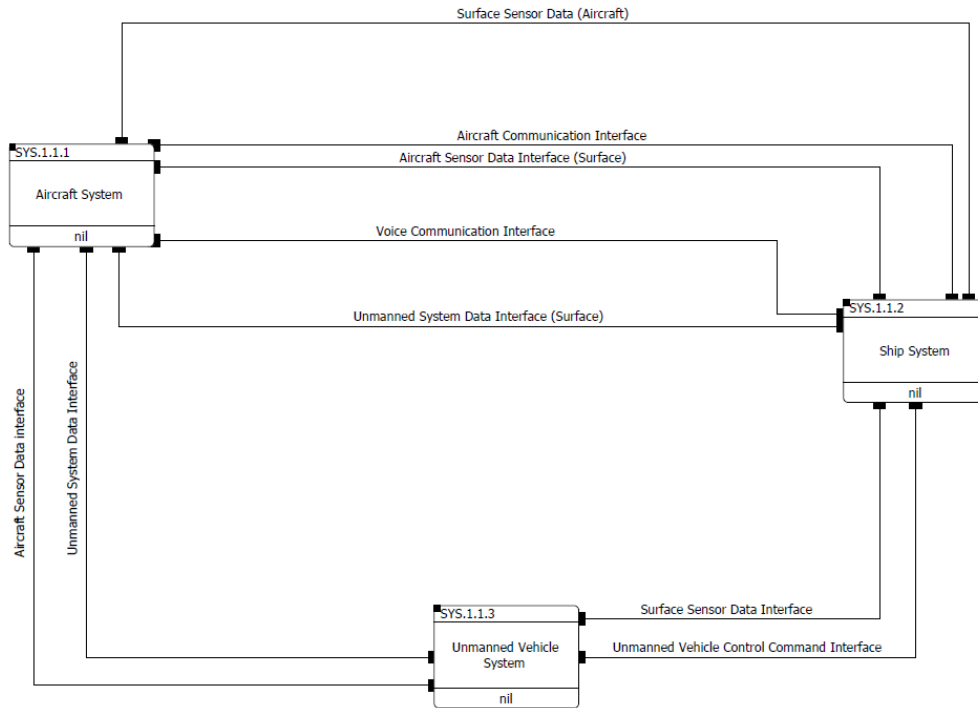 Surface Sensor Data (Aircraft)
Aircraft Communication Interface
SYS.1.1.1
Aircraft Sensor Data Interface (Surface)
Aircraft System
nil
Voice Communication Interface
SYS.1.1.2
Unmanned System Data Interface (Surface)
Ship System
nil
Aircraft Sensor Data interface
Unmanned System Data Interface
SYS.1.1.3
Surface Sensor Data Interface
Unmanned Vehicle
System
Unmanned Vehicle Control Command Interface
nil